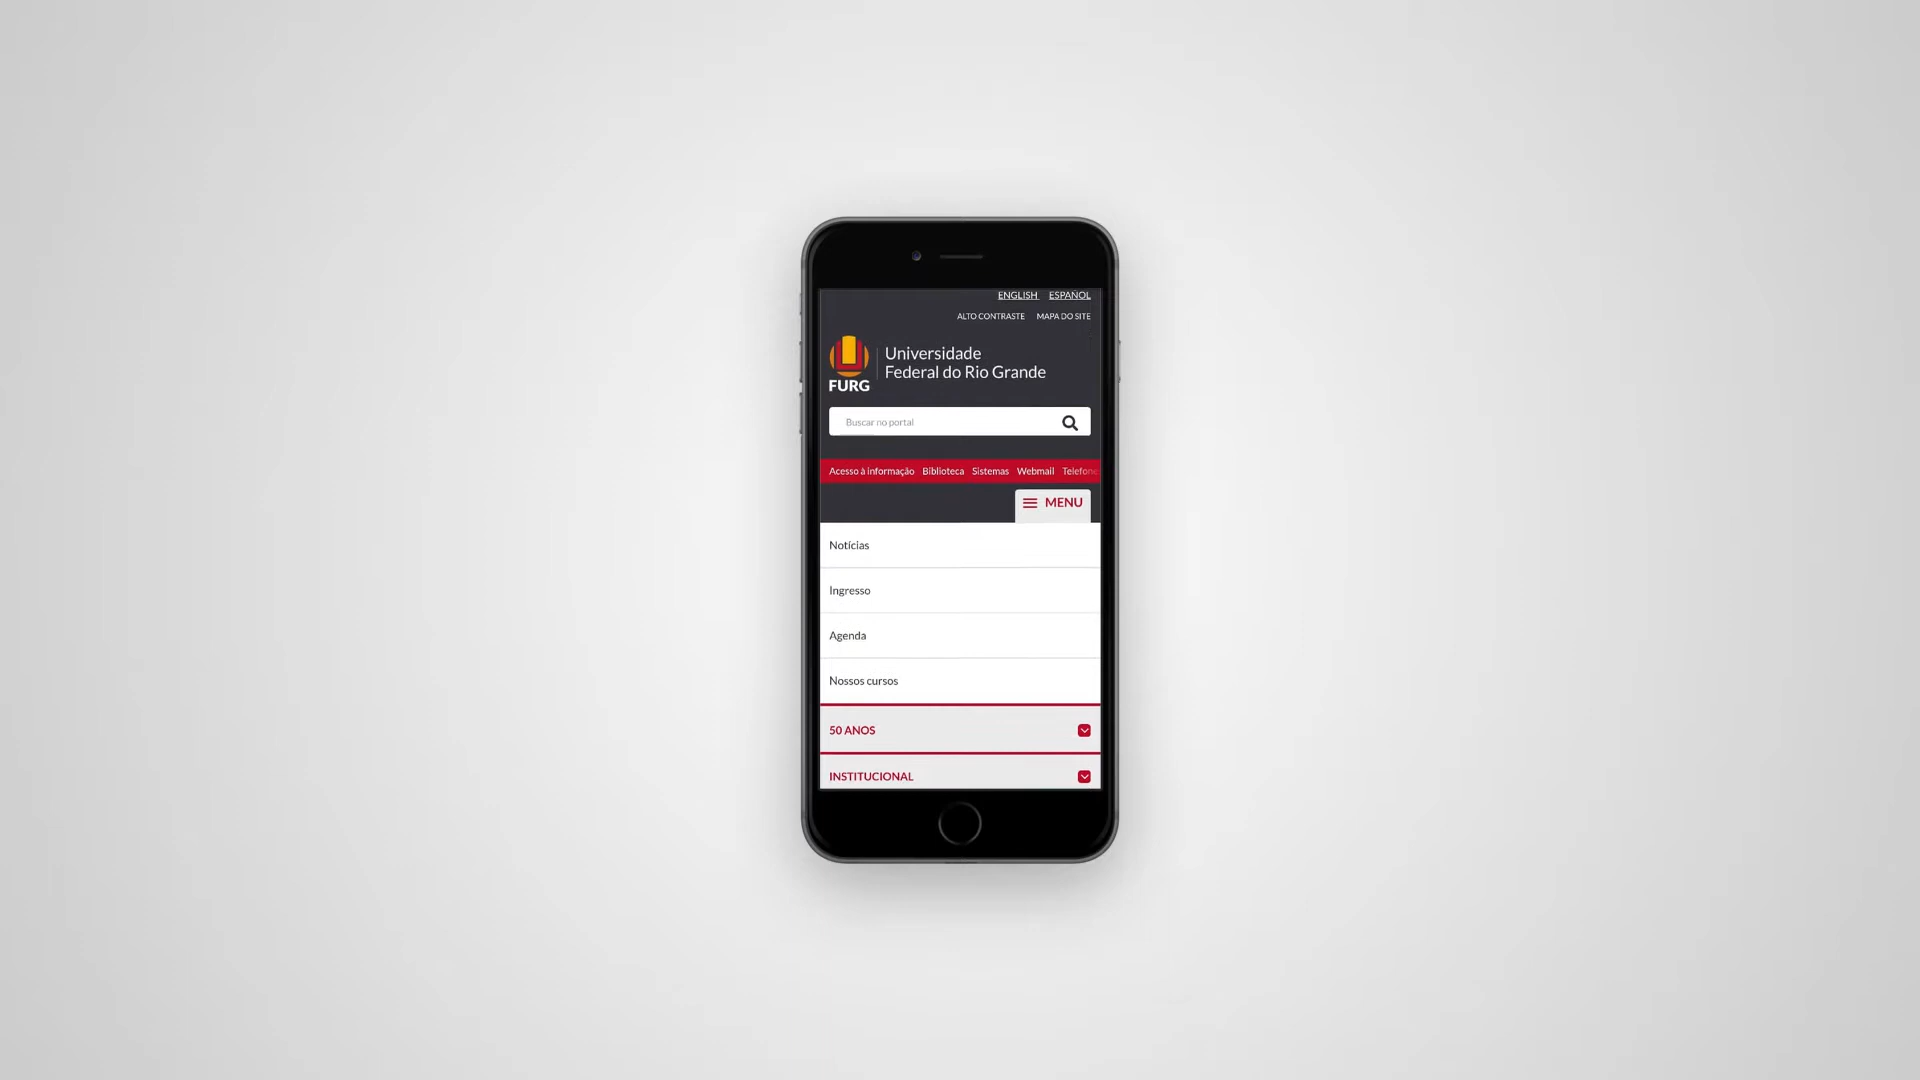 ENGLISH ESPAÑOL
ALTO CONTRASTE MAPA DO SITE
Universidade
Federal do Rio Grande
FURG
Buscar no portal
Acesso à informação Biblioteca Sistemas Webmail Telefone
MENU
Notícias
Ingresso
Agenda
Nossos cursos
50 ANOS
INSTITUCIONAL